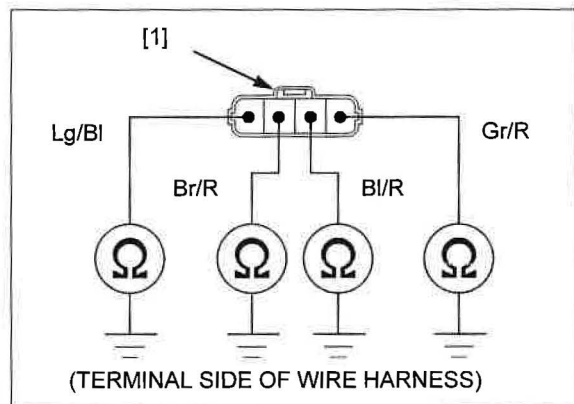 [1]
Lg/Bl
Gr/R
Br/R
Bl/R
Ω
Ω
Ω
Ω
(TERMINAL SIDE OF WIRE HARNESS)